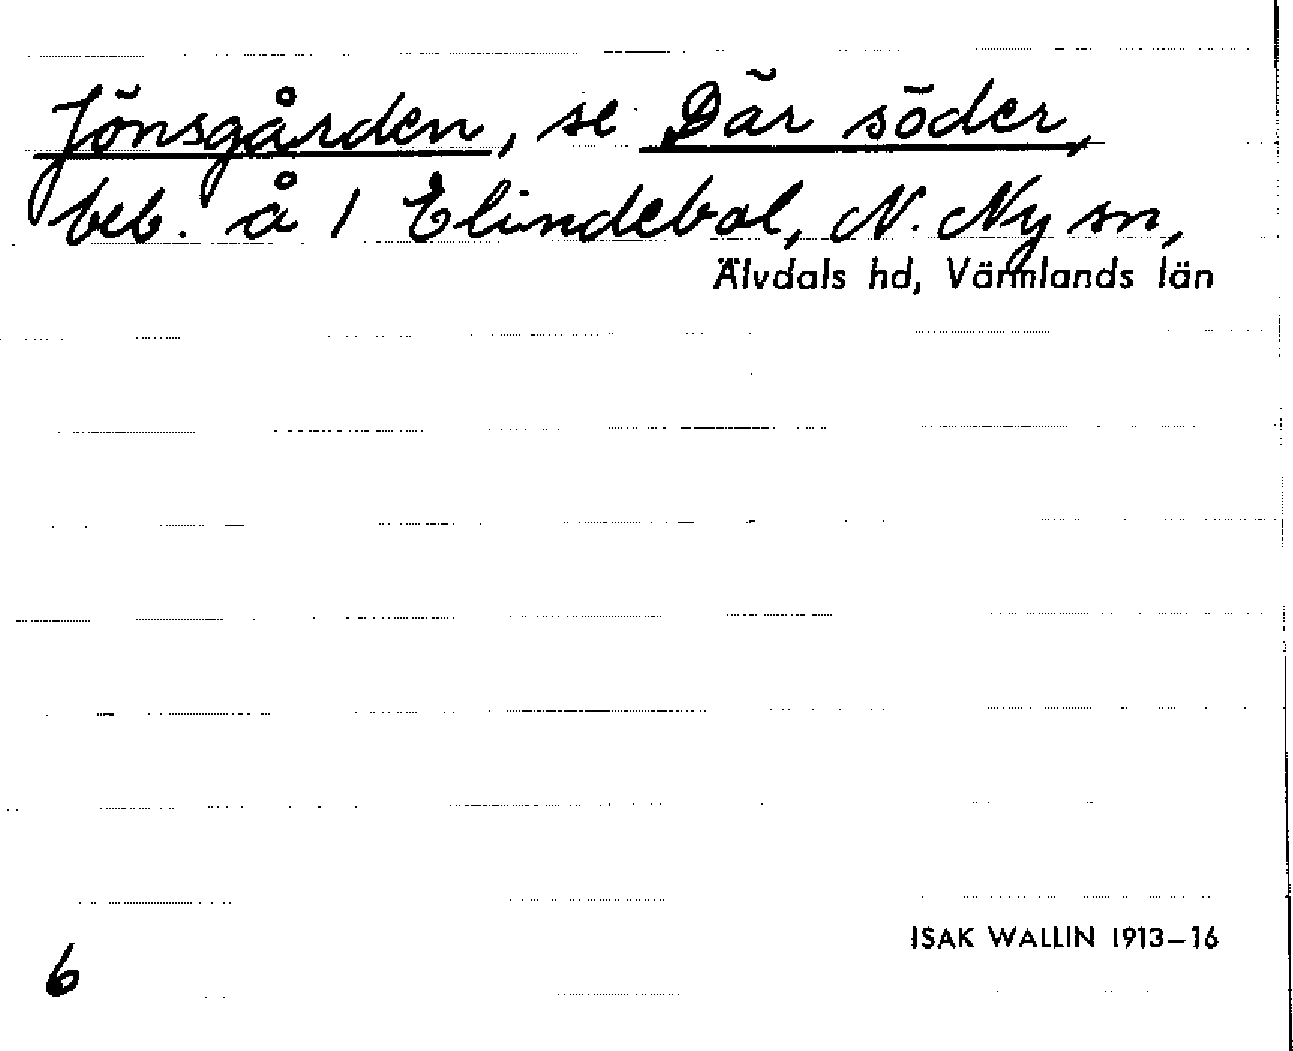 Jönsgården, se Där söder,
beb. å 1 Elindebol, N. Ny sn,
Älvdals hd, Värmlands län
ISAK WALLIN 1913–16
6